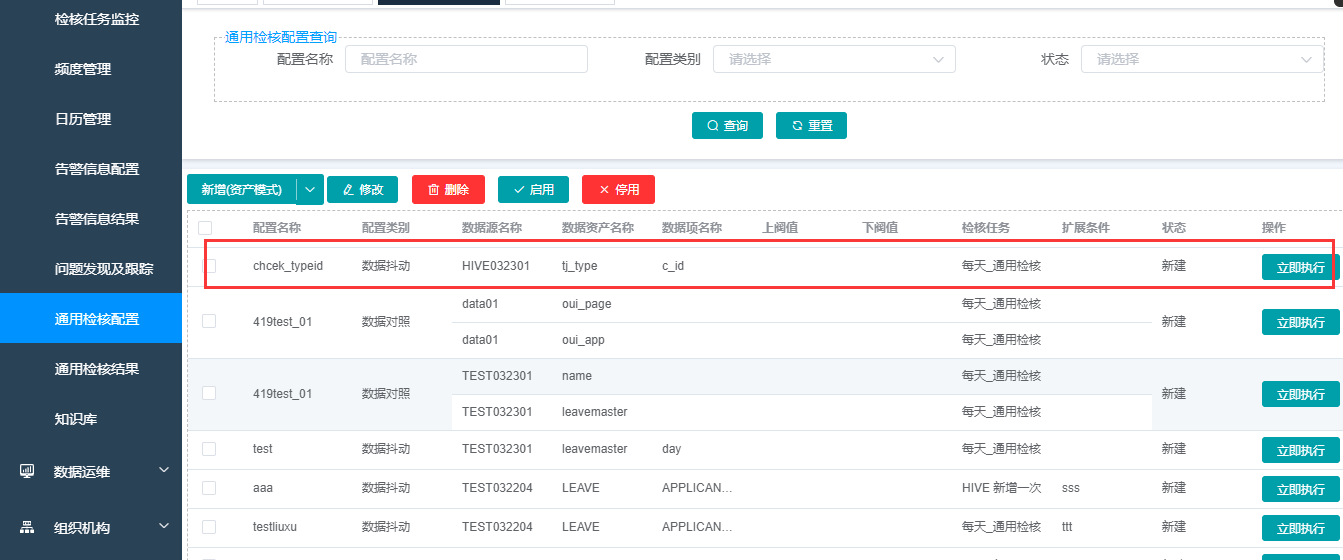 检核任务监控
频度管理
日历管理
告警信息配置
告警信息结果
问题发现及跟踪
通用检核配置
通用检核结果
知识库
数据运维
组织机构
通用检核配置查询
配置名称 配置名称 配置类别 请选择 状态 请选择
查询 重置
新增(资产模式) 修改 删除 启用 停用
配置名称 配置类别 数据源名称 数据资产名称 数据项名称 上阀值 下阀值 检核任务 扩展条件 状态 操作
chcek_typeid 数据抖动 HIVE032301 tj_type c_id 每天_通用检核 新建 立即执行
data01 oui_page 每天_通用检核
419test_01 数据对照 新建 立即执行
data01 oui_app 每天_通用检核
TEST032301 name 每天_通用检核
419test_01 数据对照 新建 立即执行
TEST032301 leavemaster 每天_通用检核
test 数据抖动 TEST032301 leavemaster day 每天_通用检核 新建 立即执行
aaa 数据抖动 TEST032204 LEAVE APPLICAN... HIVE 新增一次 sss 新建 立即执行
testliuxu 数据抖动 TEST032204 LEAVE APPLICAN... 每天_通用检核 ttt 新建 立即执行